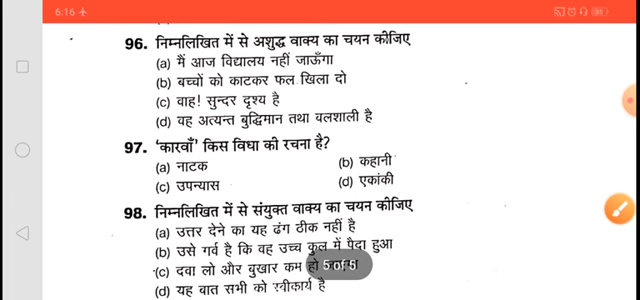 6:16
96. निम्नलिखित में से अशुद्ध वाक्य का चयन कीजिए
(a) मैं आज विद्यालय नहीं जाऊँगा
(b) बच्चों को काटकर फल खिला दो
(c) वाह! सुन्दर दृश्य है
(d) वह अत्यन्त बुद्धिमान तथा वलशाली है
97. ‘कारवाँ’ किस विधा की रचना है?
(a) नाटक (b) कहानी
(c) उपन्यास (d) एकांकी
98. निम्नलिखित में से संयुक्त वाक्य का चयन कीजिए
(a) उत्तर देने का यह ढंग ठीक नहीं है
(b) उसे गर्व है कि वह उच्च कुल में पैदा हुआ
(c) दवा लो और बुखार कम हो
5 of 5
(d) यह बात सभी को स्वीकार्य है